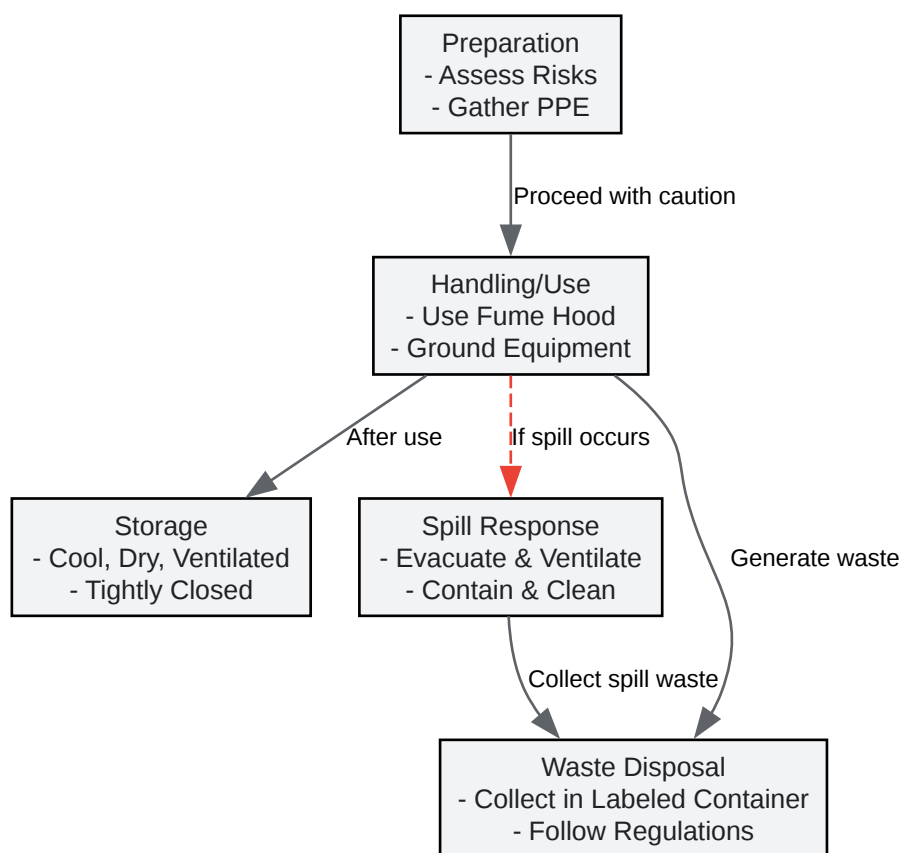 Preparation
- Assess Risks
- Gather PPE
Proceed with caution
Handling/Use
- Use Fume Hood
- Ground Equipment
After use
If spill occurs
Storage
- Cool, Dry, Ventilated
- Tightly Closed
Spill Response
- Evacuate & Ventilate
- Contain & Clean
Generate waste
Collect spill waste
Waste Disposal
- Collect in Labeled Container
- Follow Regulations